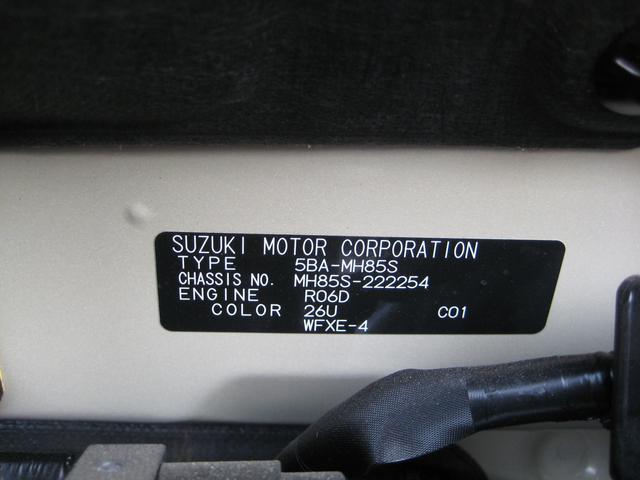 SUZUKI MOTOR CORPORATION
TYPE 5BA-MH85S
CHASSIS NO. MH85S-222254
ENGINE R06D
COLOR 26U C01
WFXE-4